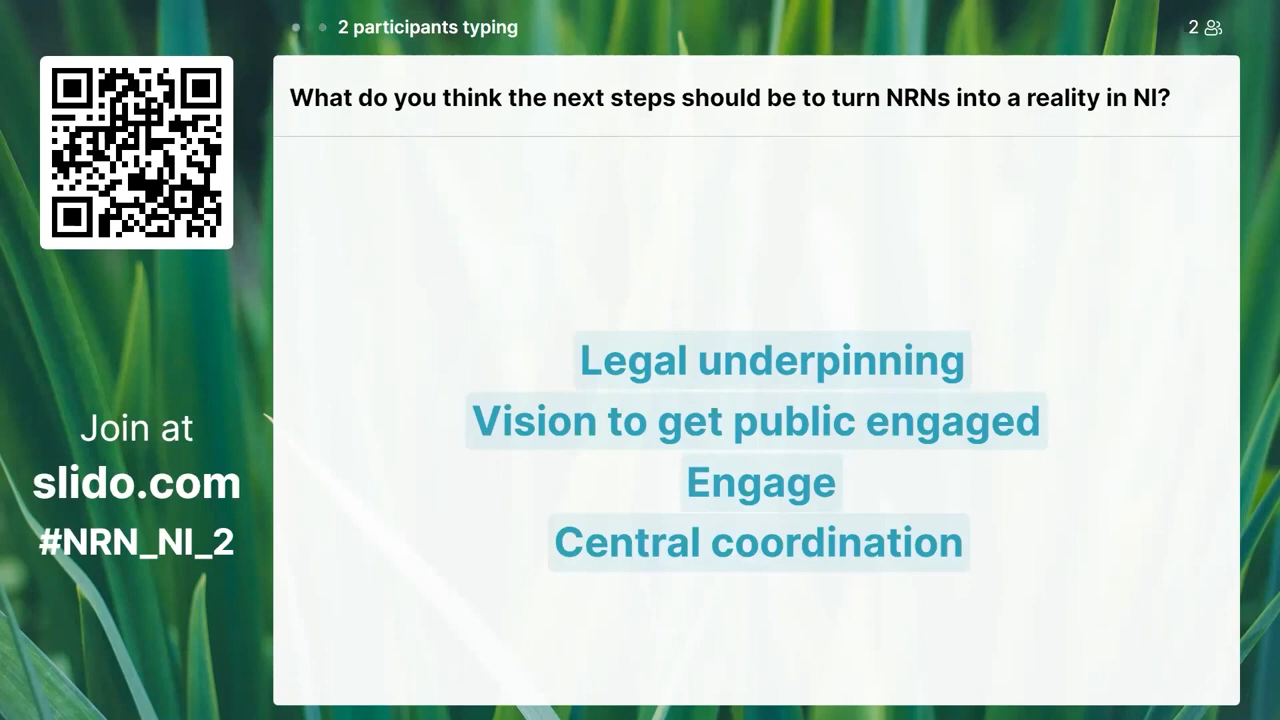 2 participants typing
2
What do you think the next steps should be to turn NRNs into a reality in NI?
Legal underpinning
Vision to get public engaged
Engage
Central coordination
Join at
slido.com
#NRN_NI_2